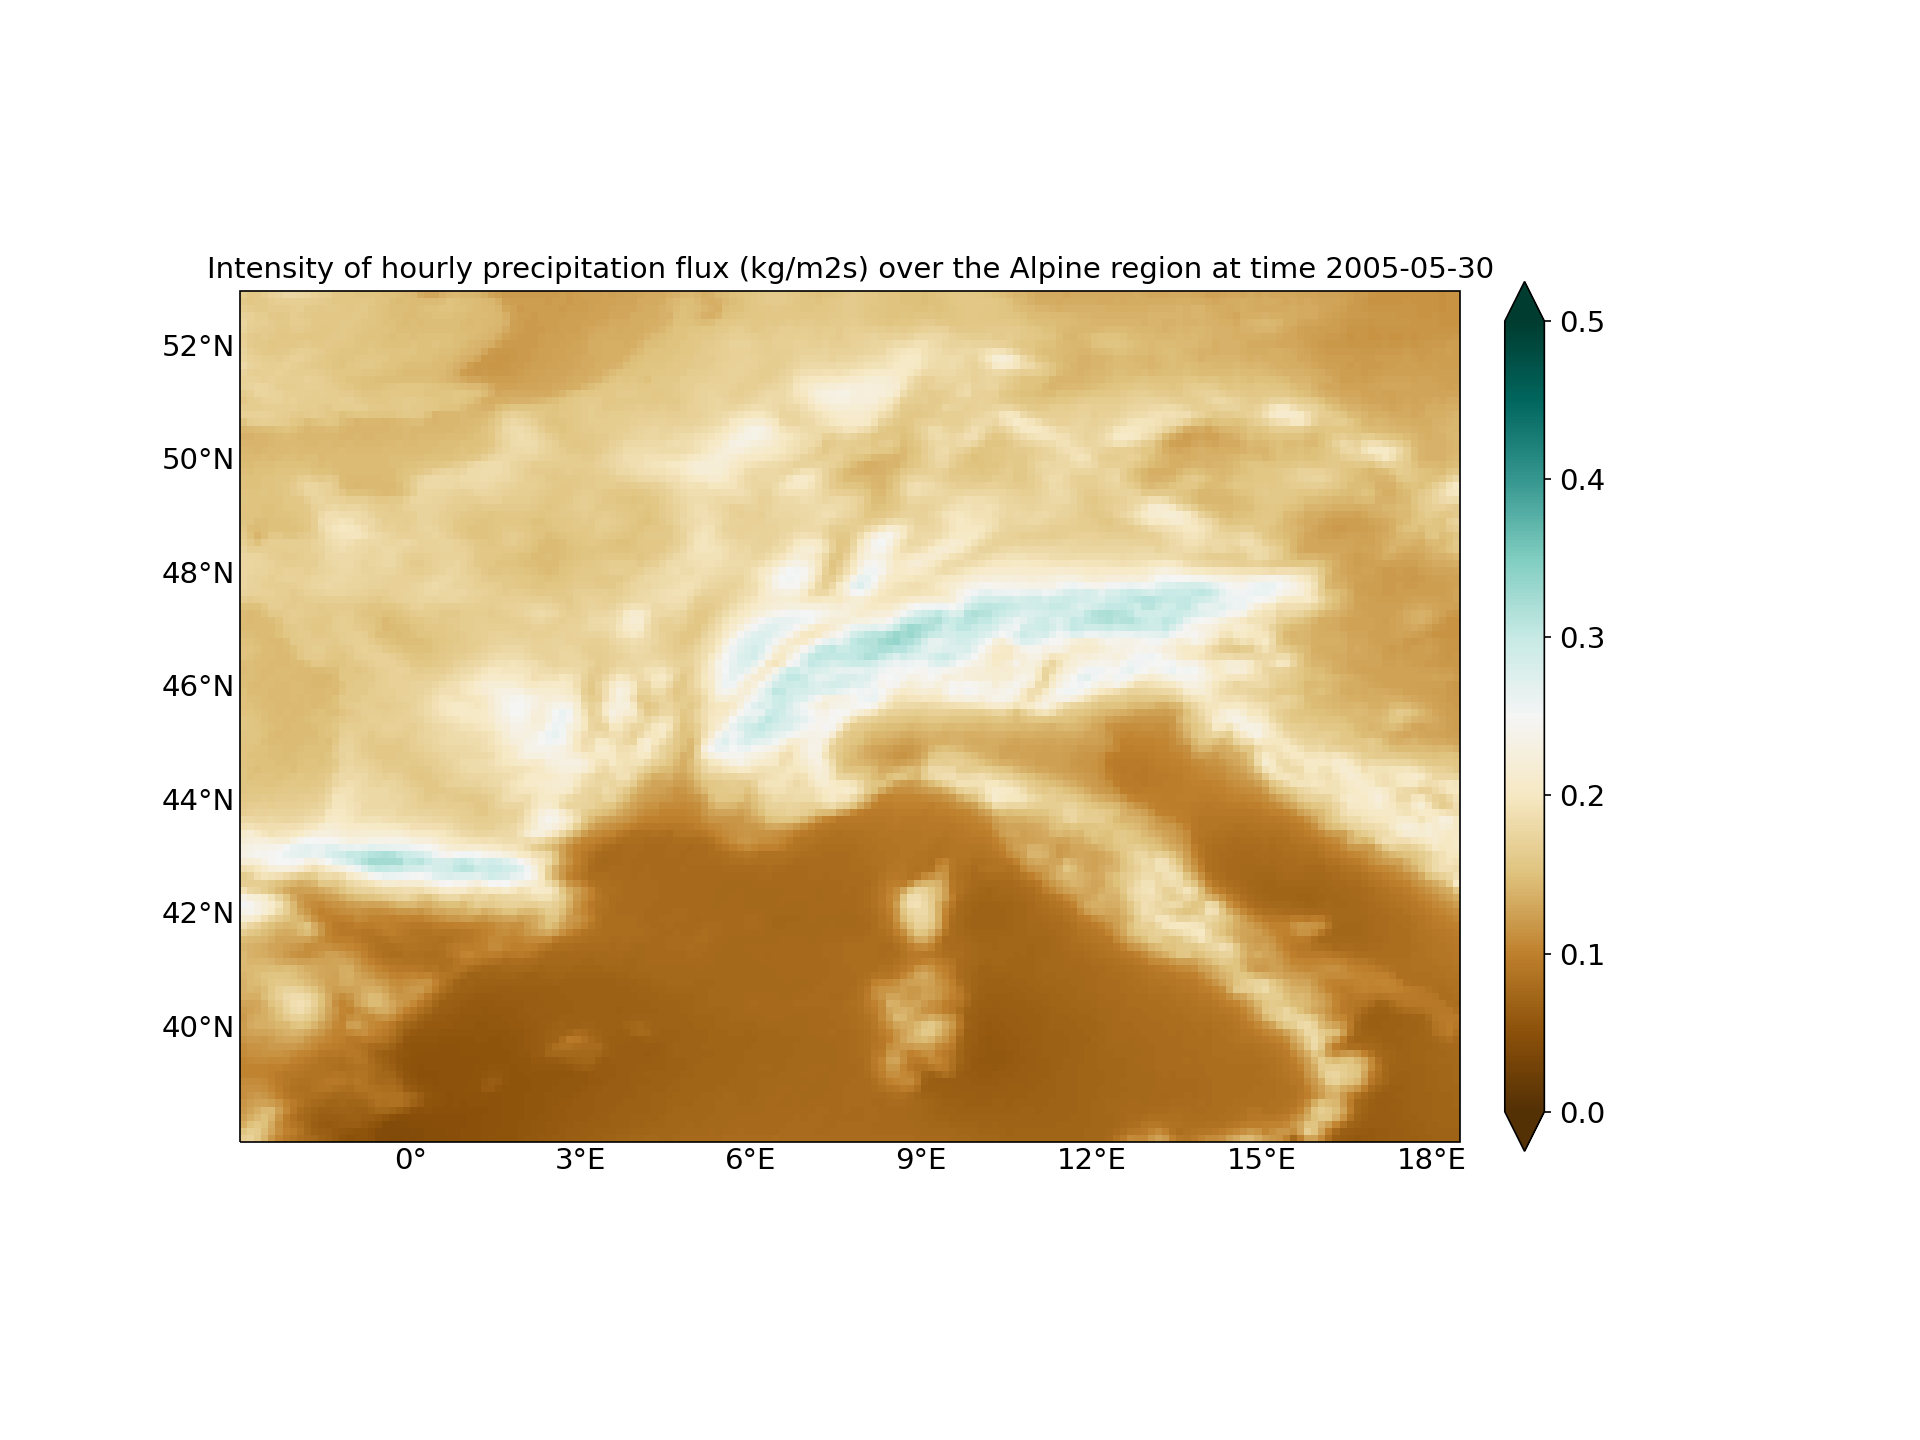 Intensity of hourly precipitation flux (kg/m2s) over the Alpine region at time 2005-05-30
52°N
50°N
48°N
46°N
44°N
42°N
40°N
0°
3°E
6°E
9°E
12°E
15°E
18°E
0.5
0.4
0.3
0.2
0.1
0.0